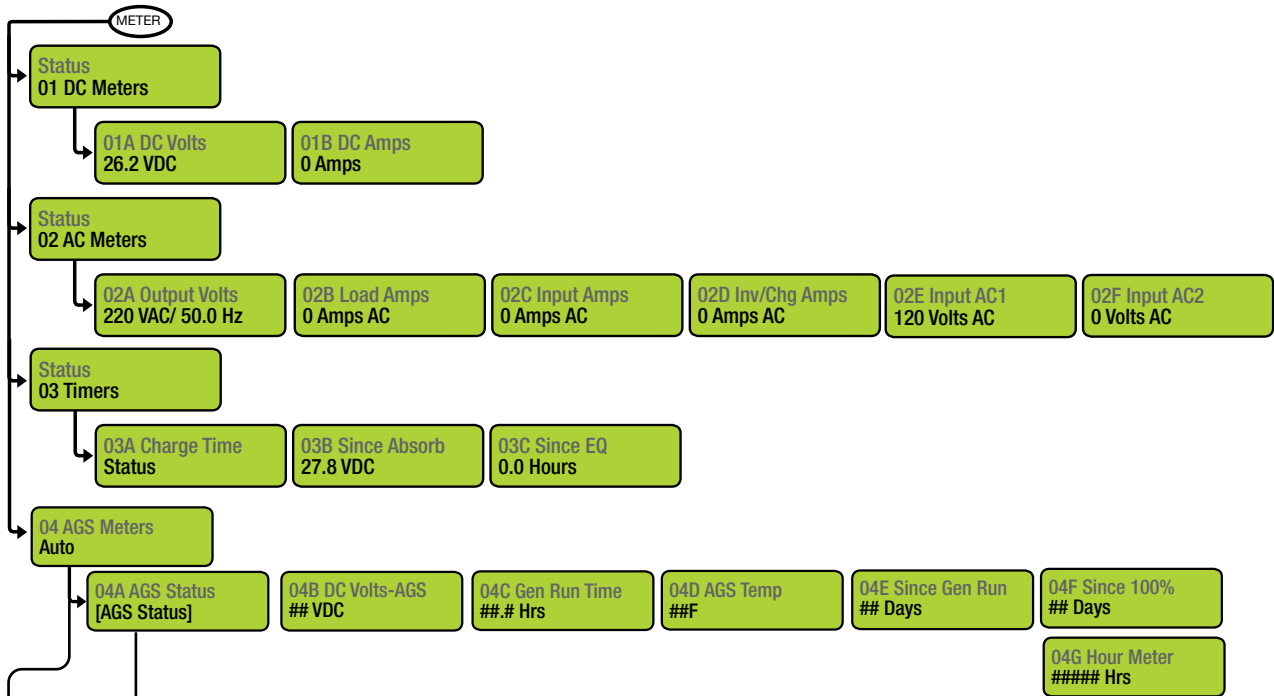 METER
Status
01 DC Meters
01A DC Volts
26.2 VDC
01B DC Amps
0 Amps
Status
02 AC Meters
02A Output Volts
220 VAC/ 50.0 Hz
02B Load Amps
0 Amps AC
02C Input Amps
0 Amps AC
02D Inv/Chg Amps
0 Amps AC
02E Input AC1
120 Volts AC
02F Input AC2
0 Volts AC
Status
03 Timers
03A Charge Time
Status
03B Since Absorb
27.8 VDC
03C Since EQ
0.0 Hours
04 AGS Meters
Auto
04A AGS Status
[AGS Status]
04B DC Volts-AGS
## VDC
04C Gen Run Time
##.# Hrs
04D AGS Temp
##F
04E Since Gen Run
## Days
04F Since 100%
## Days
04G Hour Meter
##### Hrs